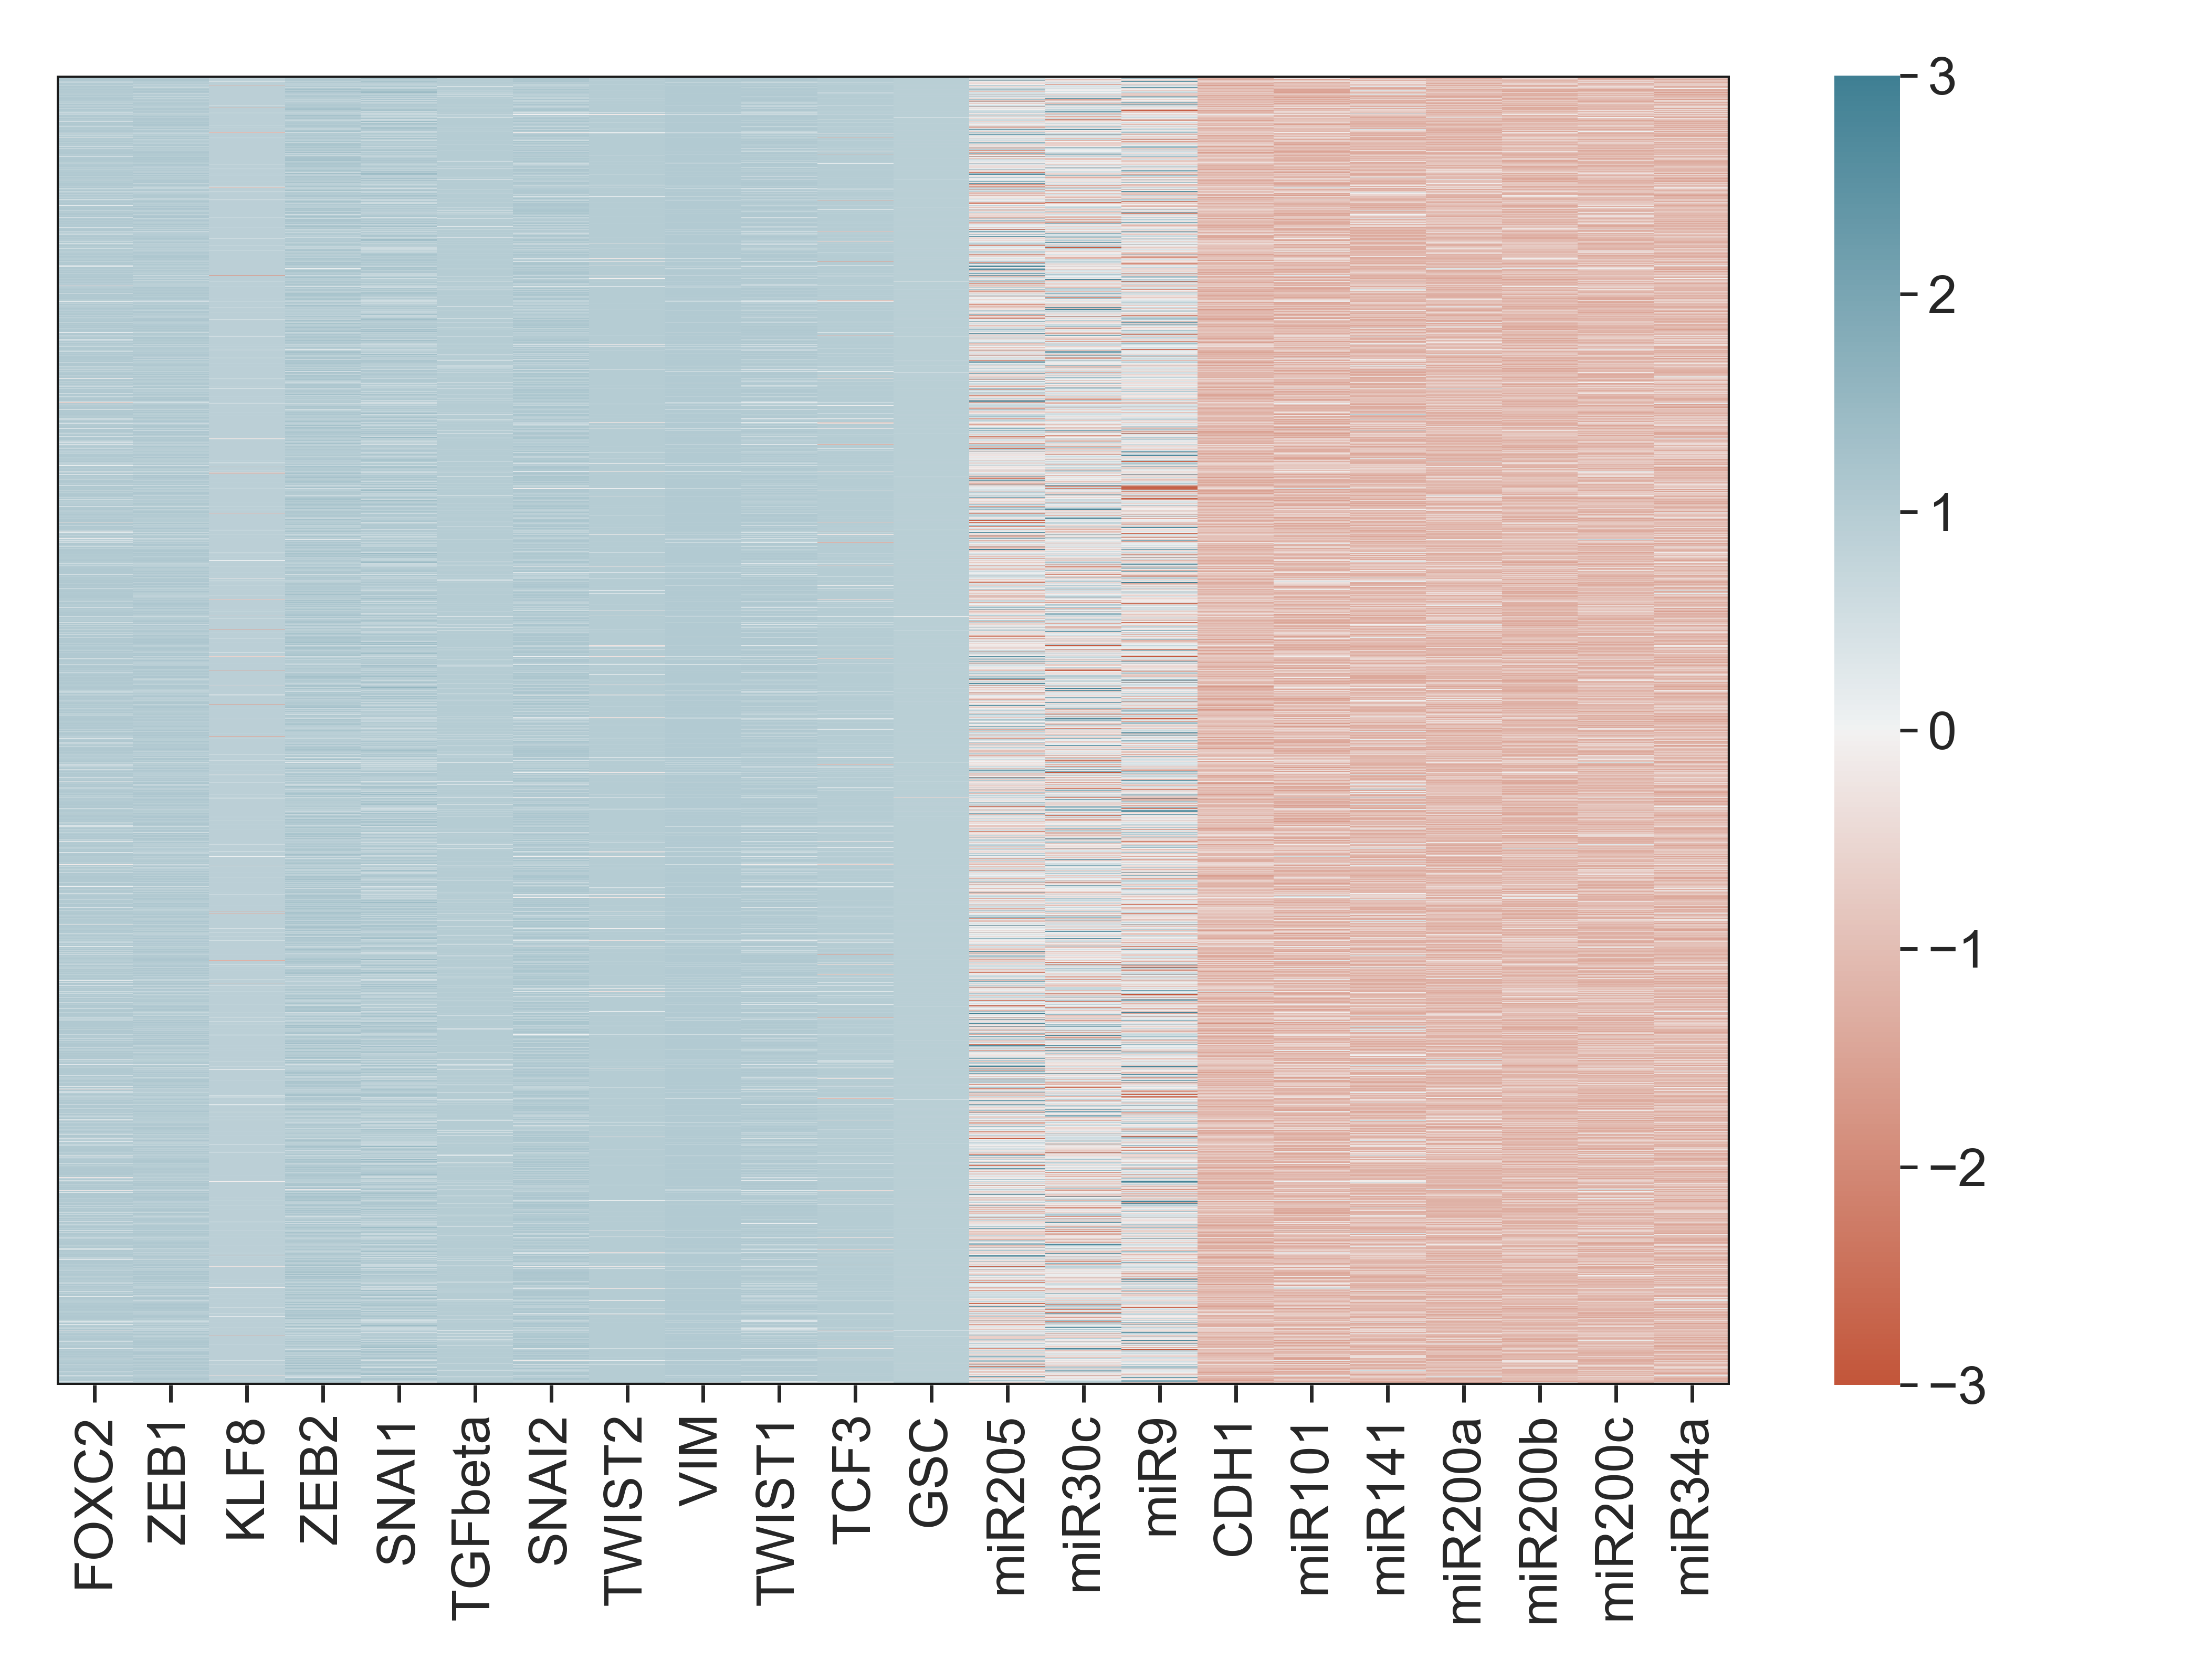 3
2
1
0
−1
−2
−3
FOXC2
ZEB1
KLF8
ZEB2
SNAI1
TGFbeta
SNAI2
TWIST2
VIM
TWIST1
TCF3
GSC
miR205
miR30c
miR9
CDH1
miR101
miR141
miR200a
miR200b
miR200c
miR34a